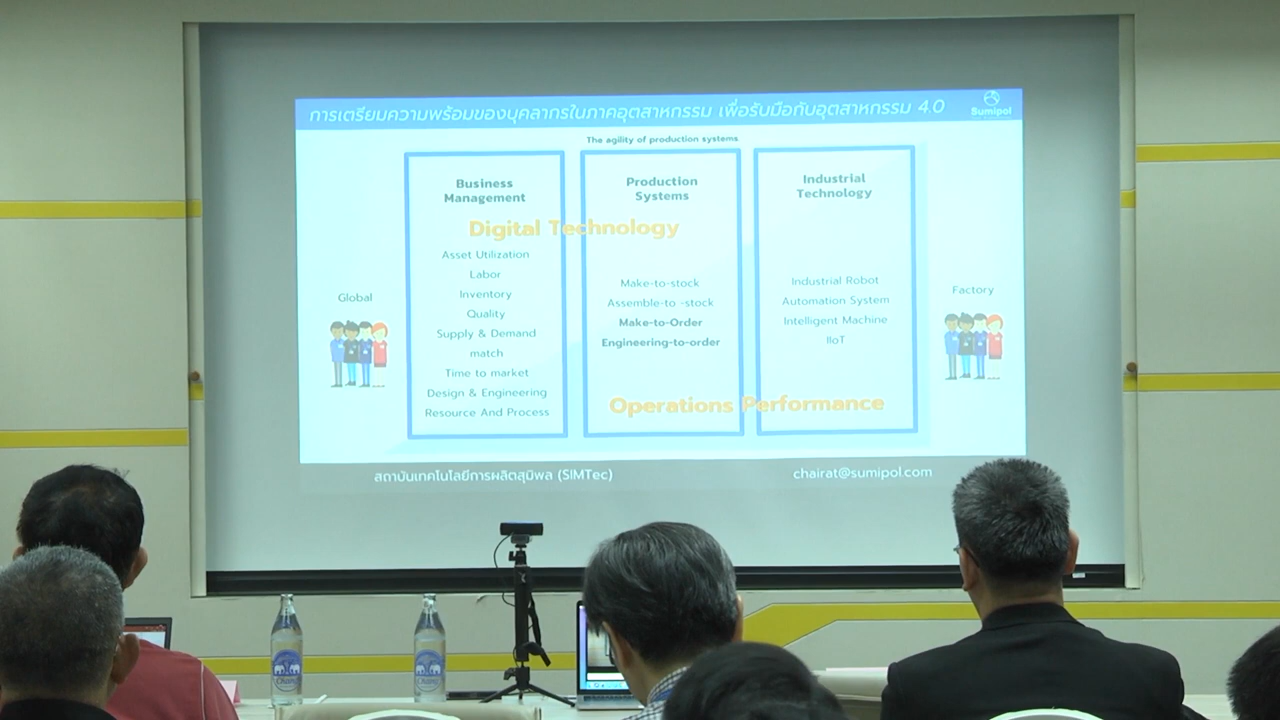 การเตรียมความพร้อมของบุคลากรในภาคอุตสาหกรรม เพื่อรับมือกับอุตสาหกรรม 4.0
Sumipol
The agility of production systems
Business
Management
Production
Systems
Industrial
Technology
Digital Technology
Asset Utilization
Labor
Inventory
Quality
Supply & Demand
match
Time to market
Design & Engineering
Resource And Process
Make-to-stock
Assemble-to -stock
Make-to-Order
Engineering-to-order
Industrial Robot
Automation System
Intelligent Machine
IIoT
Global
Factory
Operations Performance
สถาบันเทคโนโลยีการผลิตสุมิพล (SIMTec)
chairat@sumipol.com
Chang
Chang